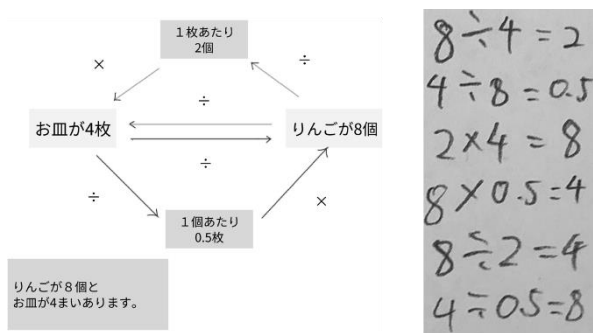 1枚あたり
2個
×
÷
÷
お皿が4枚
りんごが8個
÷
÷
×
1個あたり
0.5枚
りんごが8個と
お皿が4まいあります。
8÷4=2
4÷8=0.5
2×4=8
8×0.5=4
8÷2=4
4÷0.5=8